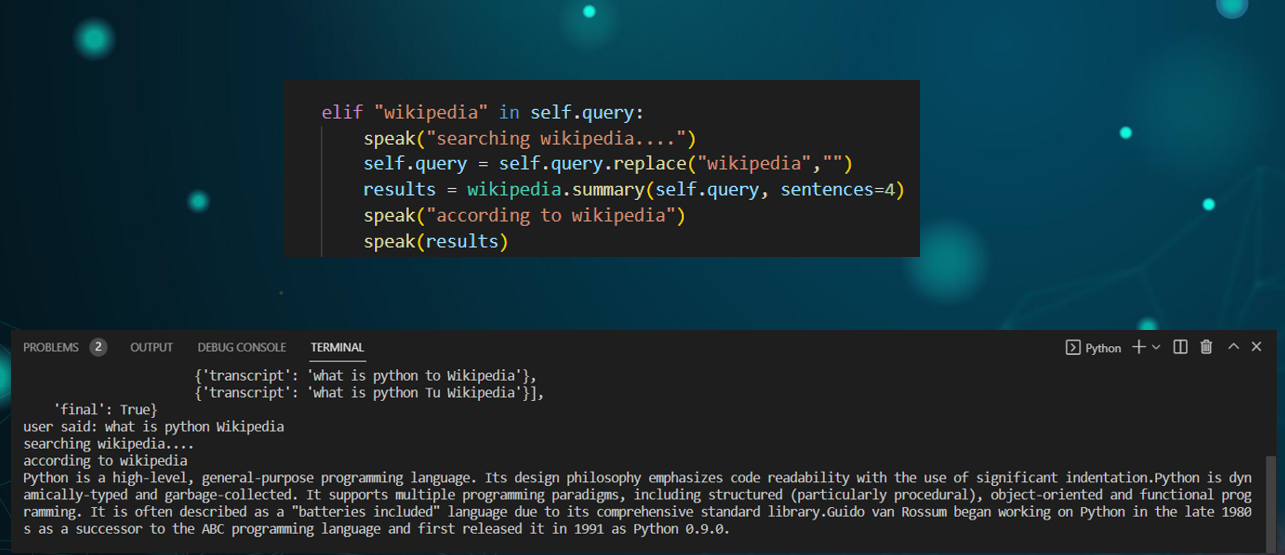 elif "wikipedia" in self.query:
speak("searching wikipedia....")
self.query = self.query.replace("wikipedia","")
results = wikipedia.summary(self.query, sentences=4)
speak("according to wikipedia")
speak(results)
PROBLEMS 2 OUTPUT DEBUG CONSOLE TERMINAL Python
{'transcript': 'what is python to Wikipedia'},
{'transcript': 'what is python Tu Wikipedia'}],
'final': True}
user said: what is python Wikipedia
searching wikipedia....
according to wikipedia
Python is a high-level, general-purpose programming language. Its design philosophy emphasizes code readability with the use of significant indentation.Python is dyn
amically-typed and garbage-collected. It supports multiple programming paradigms, including structured (particularly procedural), object-oriented and functional prog
ramming. It is often described as a "batteries included" language due to its comprehensive standard library.Guido van Rossum began working on Python in the late 1980
s as a successor to the ABC programming language and first released it in 1991 as Python 0.9.0.